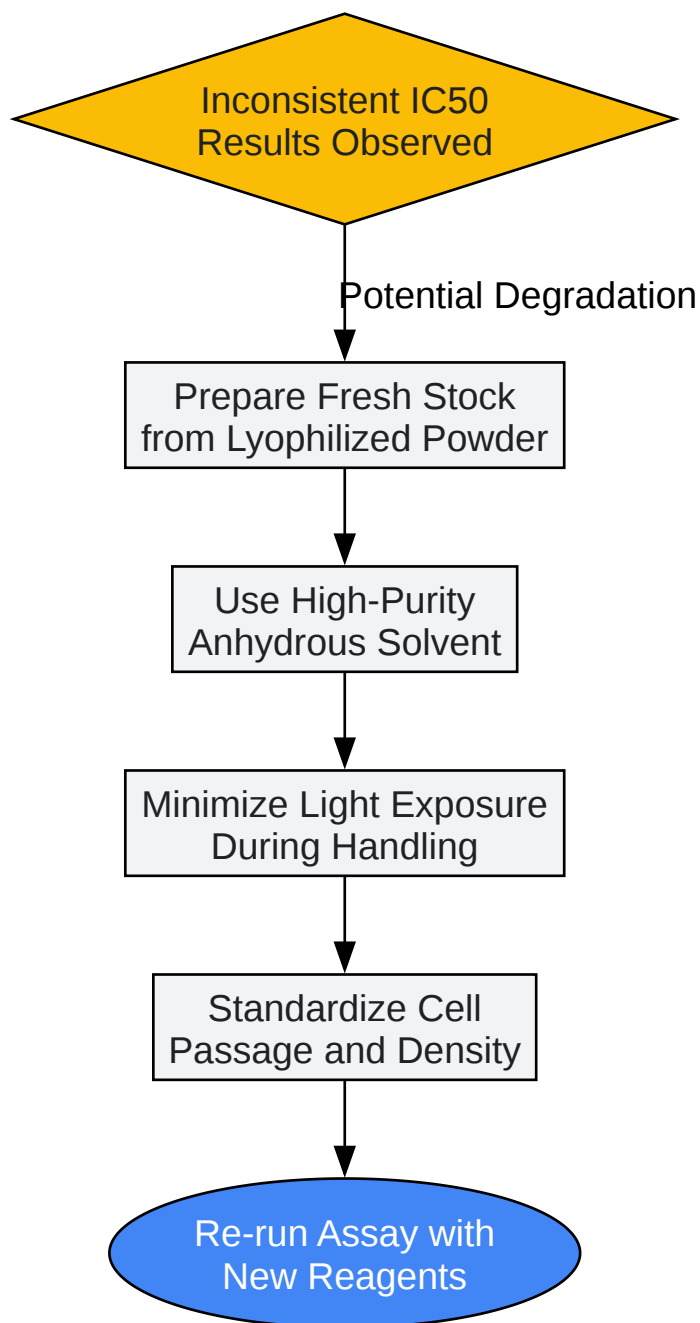 Inconsistent IC50
Results Observed
Potential Degradation
Prepare Fresh Stock
from Lyophilized Powder
Use High-Purity
Anhydrous Solvent
Minimize Light Exposure
During Handling
Standardize Cell
Passage and Density
Re-run Assay with
New Reagents